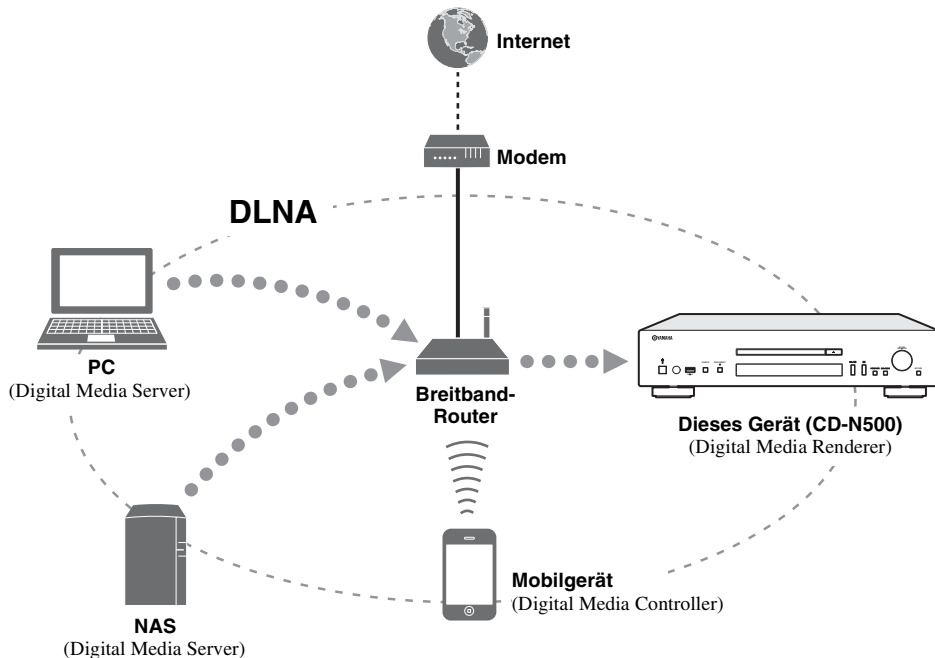 Internet
Modem
DLNA
PC
(Digital Media Server)
Breitband-
Router
YAMAHA
Dieses Gerät (CD-N500)
(Digital Media Renderer)
Mobilgerät
(Digital Media Controller)
NAS
(Digital Media Server)